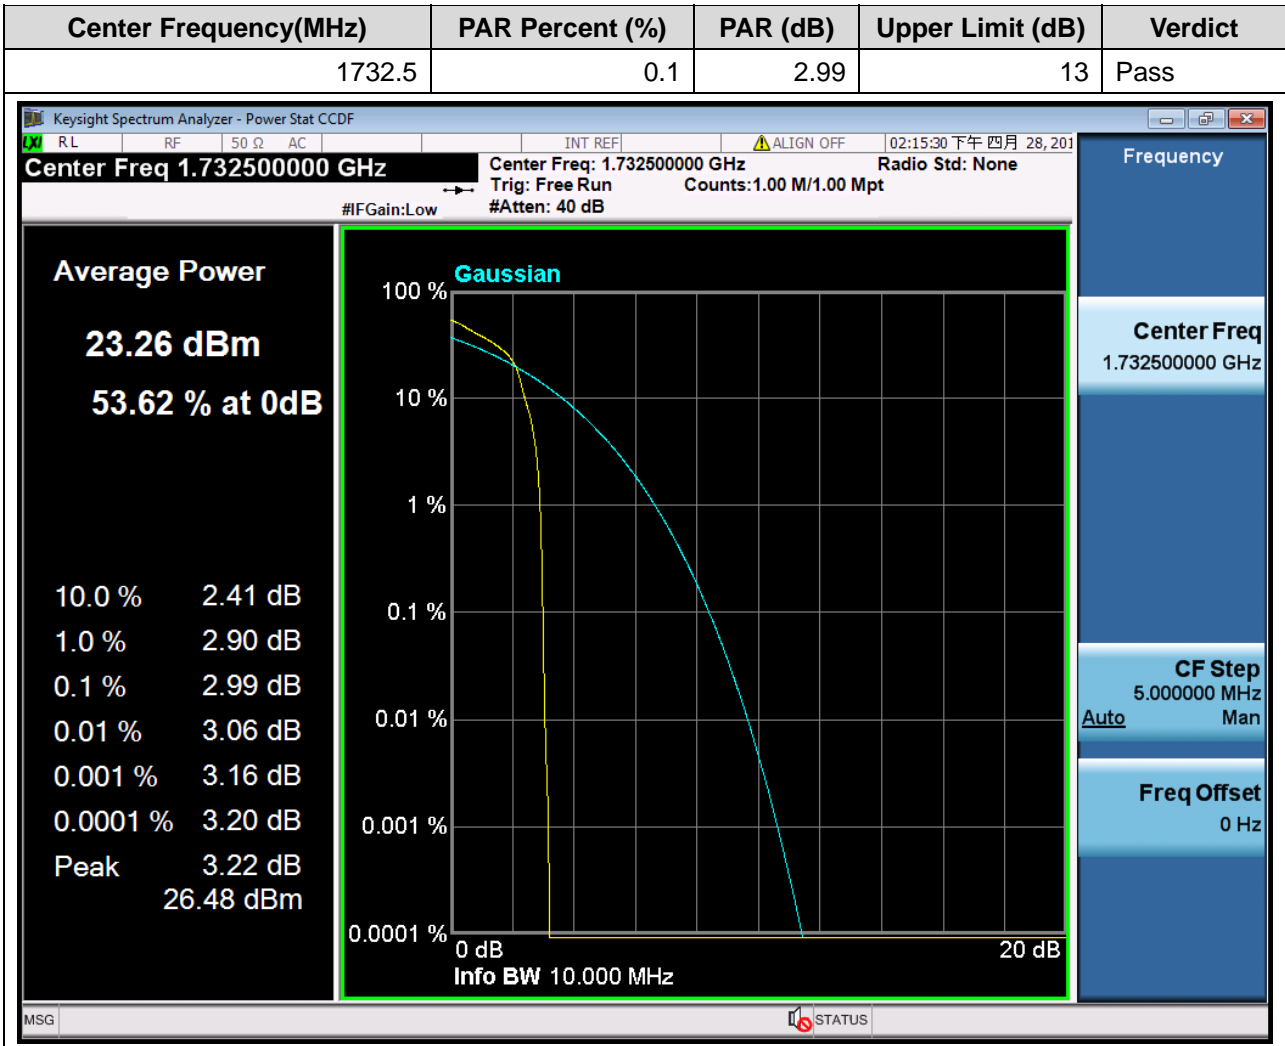 Center Frequency(MHz) PAR Percent (%) PAR (dB) Upper Limit (dB) Verdict
1732.5 0.1 2.99 13 Pass
Keysight Spectrum Analyzer - Power Stat CCDF
LXI RL RF 50 Ω AC INT REF ALIGN OFF 02:15:30 下午 四月 28, 201
Center Freq 1.732500000 GHz
Center Freq: 1.732500000 GHz Radio Std: None
Trig: Free Run Counts:1.00 M/1.00 Mpt
#IFGain:Low #Atten: 40 dB
Frequency
Average Power
23.26 dBm
53.62 % at 0dB
10.0 % 2.41 dB
1.0 % 2.90 dB
0.1 % 2.99 dB
0.01 % 3.06 dB
0.001 % 3.16 dB
0.0001 % 3.20 dB
Peak 3.22 dB
26.48 dBm
Gaussian
100 %
10 %
1 %
0.1 %
0.01 %
0.001 %
0.0001 %
0 dB 20 dB
Info BW 10.000 MHz
Center Freq
1.732500000 GHz
CF Step
5.000000 MHz
Auto Man
Freq Offset
0 Hz
MSG STATUS